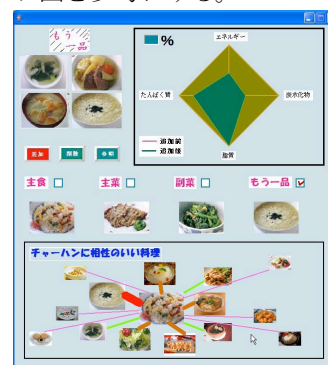 もう
一品
%
エネルギー
たんぱく質
炭水化物
追加前
追加後
脂質
追加
削除
主食
主菜
副菜
もう一品
チャーハンに相性のいい料理